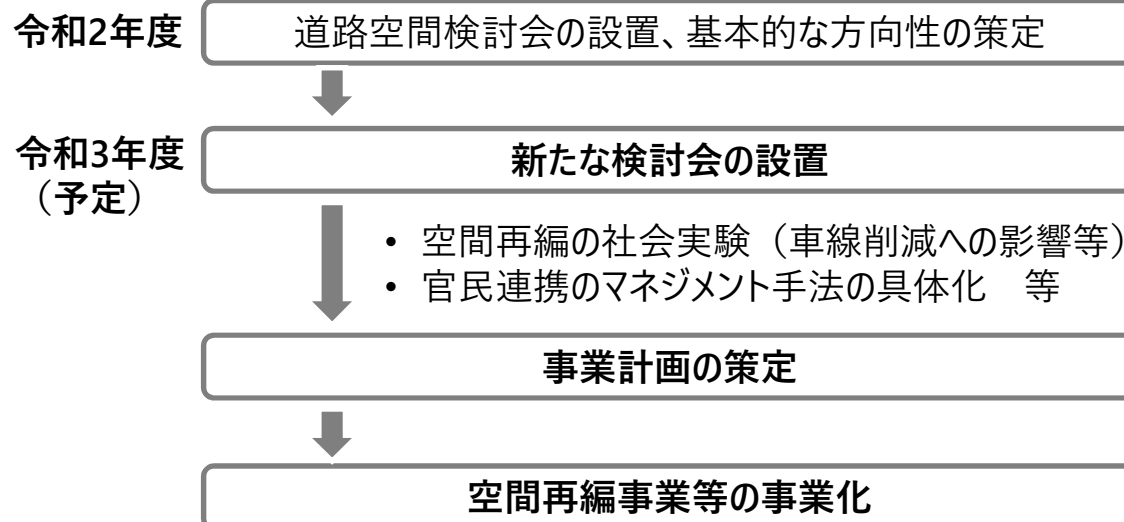 令和2年度
道路空間検討会の設置、基本的な方向性の策定
令和3年度
（予定）
新たな検討会の設置
• 空間再編の社会実験（車線削減への影響等）
• 官民連携のマネジメント手法の具体化　等
事業計画の策定
空間再編事業等の事業化